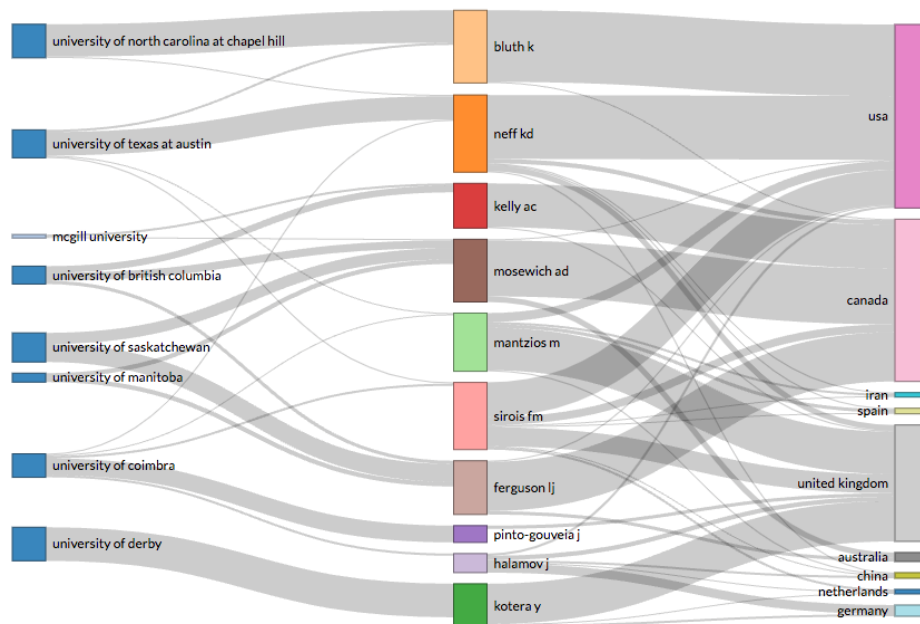 university of north carolina at chapel hill
university of texas at austin
mcgill university
university of british columbia
university of saskatchewan
university of manitoba
university of coimbra
university of derby
bluth k
neff kd
kelly ac
mosewich ad
mantzios m
sirois fm
ferguson lj
pinto-gouveia j
halamov j
kotera y
usa
canada
iran
spain
united kingdom
australia
china
netherlands
germany